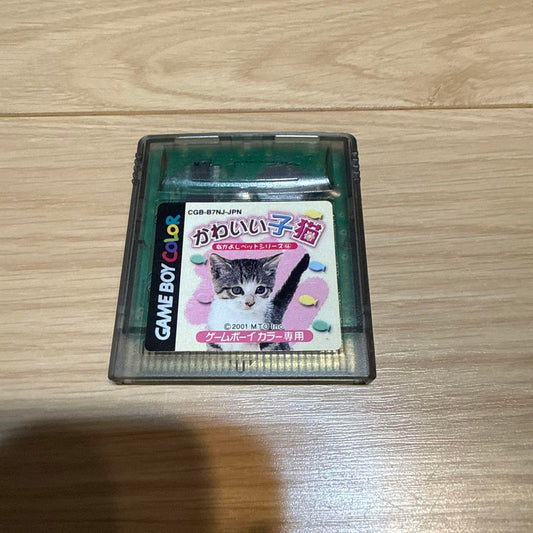 CGB-B7NJ-JPN
GAME BOY COLOR
かわいい子猫
なかよしペットシリーズ④
©2001 MTO Inc.
ゲームボーイカラー専用